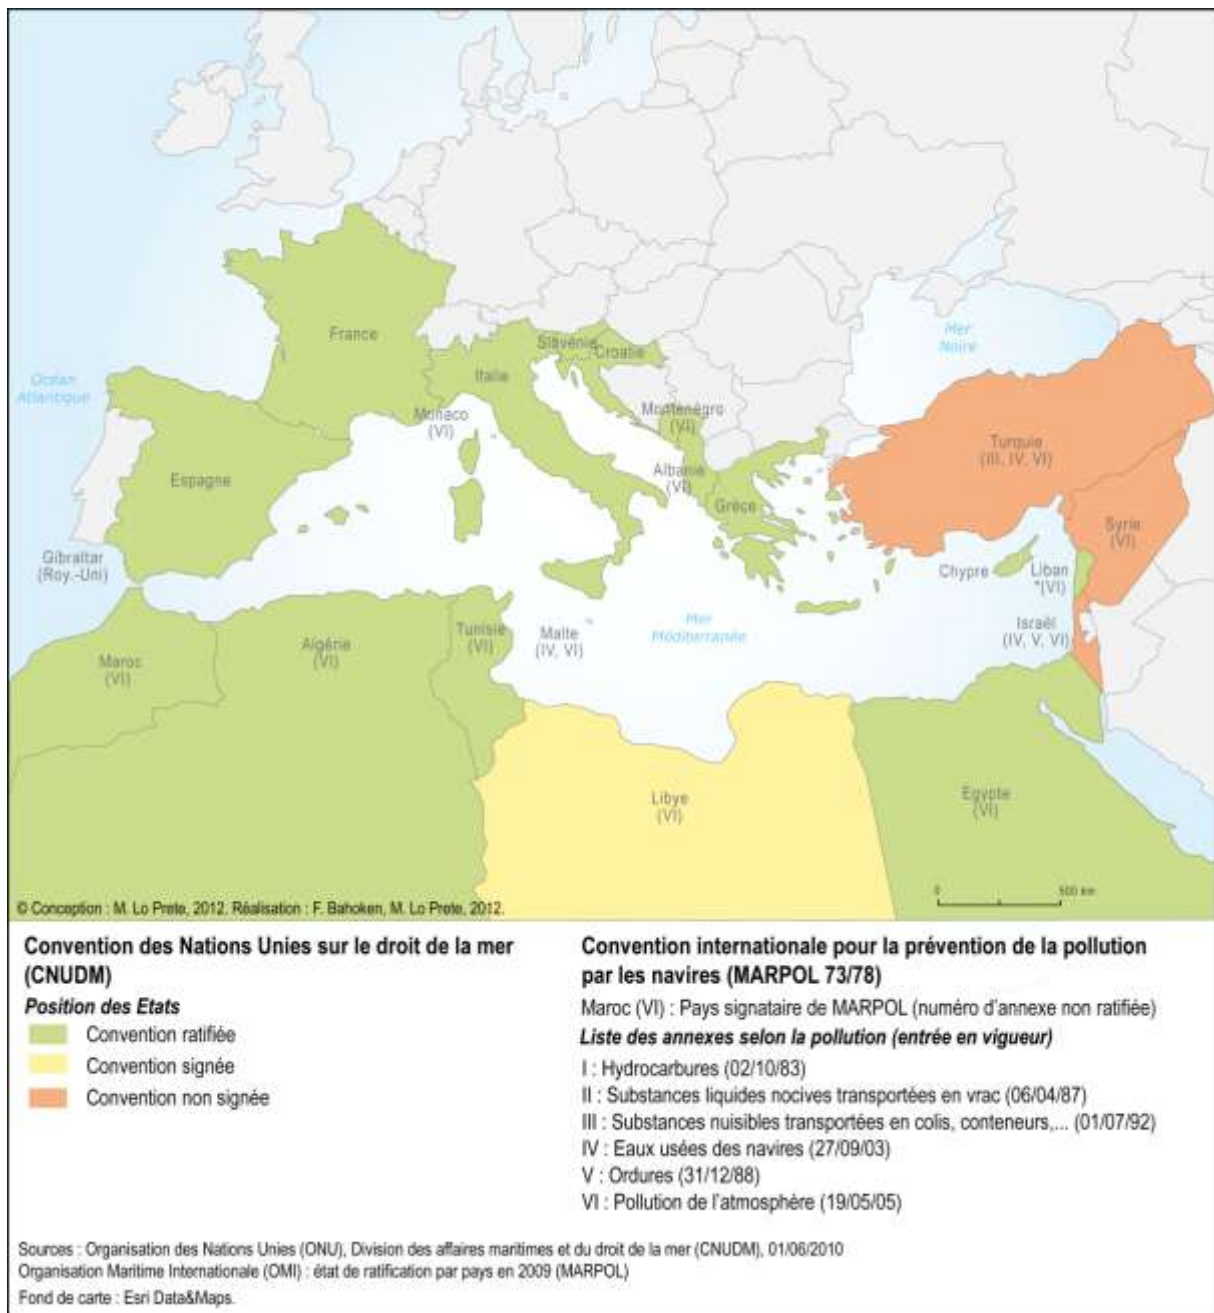 Mer
Noire
Océan
Atlantique
France
Slovénie
Croatie
Italie
Monaco
(VI)
Monténégro
(VI)
Turquie
(III, IV, VI)
Espagne
Albanie
(VI)
Grèce
Syrie
(VI)
Gibraltar
(Roy.-Uni)
Chypre
Liban
*(VI)
Maroc
(VI)
Algérie
(VI)
Tunisie
(VI)
Malte
(IV, VI)
Mer
Méditerranée
Israël
(IV, V, VI)
Libye
(VI)
Egypte
(VI)
0 500 km
© Conception : M. Lo Prete, 2012. Réalisation : F. Bahoken, M. Lo Prete, 2012.
Convention des Nations Unies sur le droit de la mer
(CNUDM)
Position des Etats
Convention ratifiée
Convention signée
Convention non signée
Convention internationale pour la prévention de la pollution
par les navires (MARPOL 73/78)
Maroc (VI) : Pays signataire de MARPOL (numéro d'annexe non ratifiée)
Liste des annexes selon la pollution (entrée en vigueur)
I : Hydrocarbures (02/10/83)
II : Substances liquides nocives transportées en vrac (06/04/87)
III : Substances nuisibles transportées en colis, conteneurs,... (01/07/92)
IV : Eaux usées des navires (27/09/03)
V : Ordures (31/12/88)
VI : Pollution de l'atmosphère (19/05/05)
Sources : Organisation des Nations Unies (ONU), Division des affaires maritimes et du droit de la mer (CNUDM), 01/06/2010
Organisation Maritime Internationale (OMI) : état de ratification par pays en 2009 (MARPOL)
Fond de carte : Esri Data&Maps.